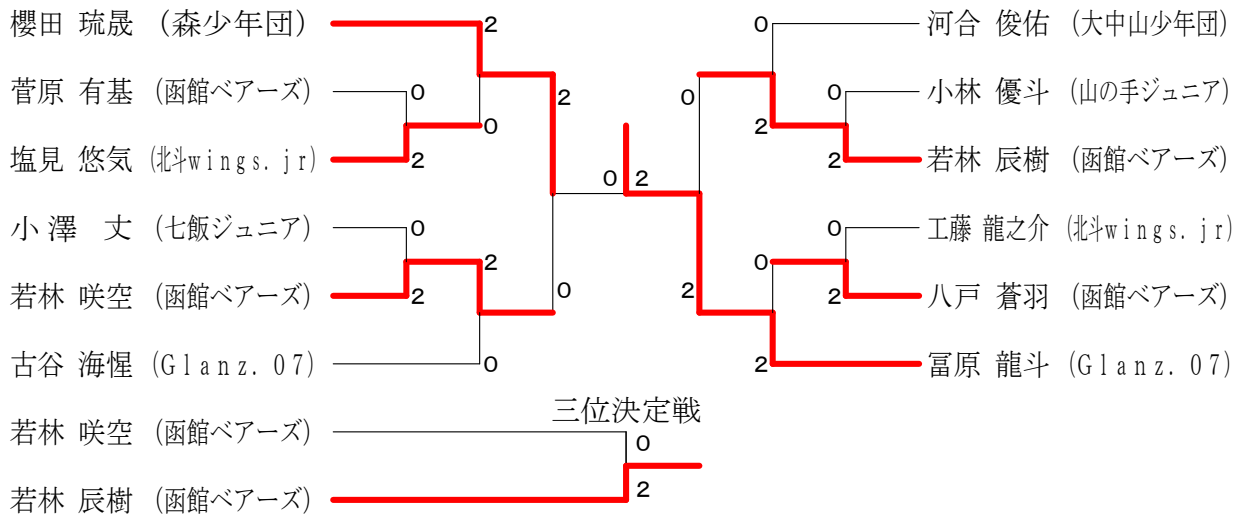 櫻田 琉晟 (森少年団)
2
0
河合 俊佑 (大中山少年団)
菅原 有基 (函館ベアーズ)
0
2
0
0
小林 優斗 (山の手ジュニア)
0
2
塩見 悠気 (北斗wings.jr)
2
2
若林 辰樹 (函館ベアーズ)
0
2
小澤 丈 (七飯ジュニア)
0
0
工藤 龍之介 (北斗wings.jr)
2
0
若林 咲空 (函館ベアーズ)
2
0
2
2
八戸 蒼羽 (函館ベアーズ)
古谷 海惺 (Glanz.07)
0
2
冨原 龍斗 (Glanz.07)
三位決定戦
若林 咲空 (函館ベアーズ)
0
若林 辰樹 (函館ベアーズ)
2